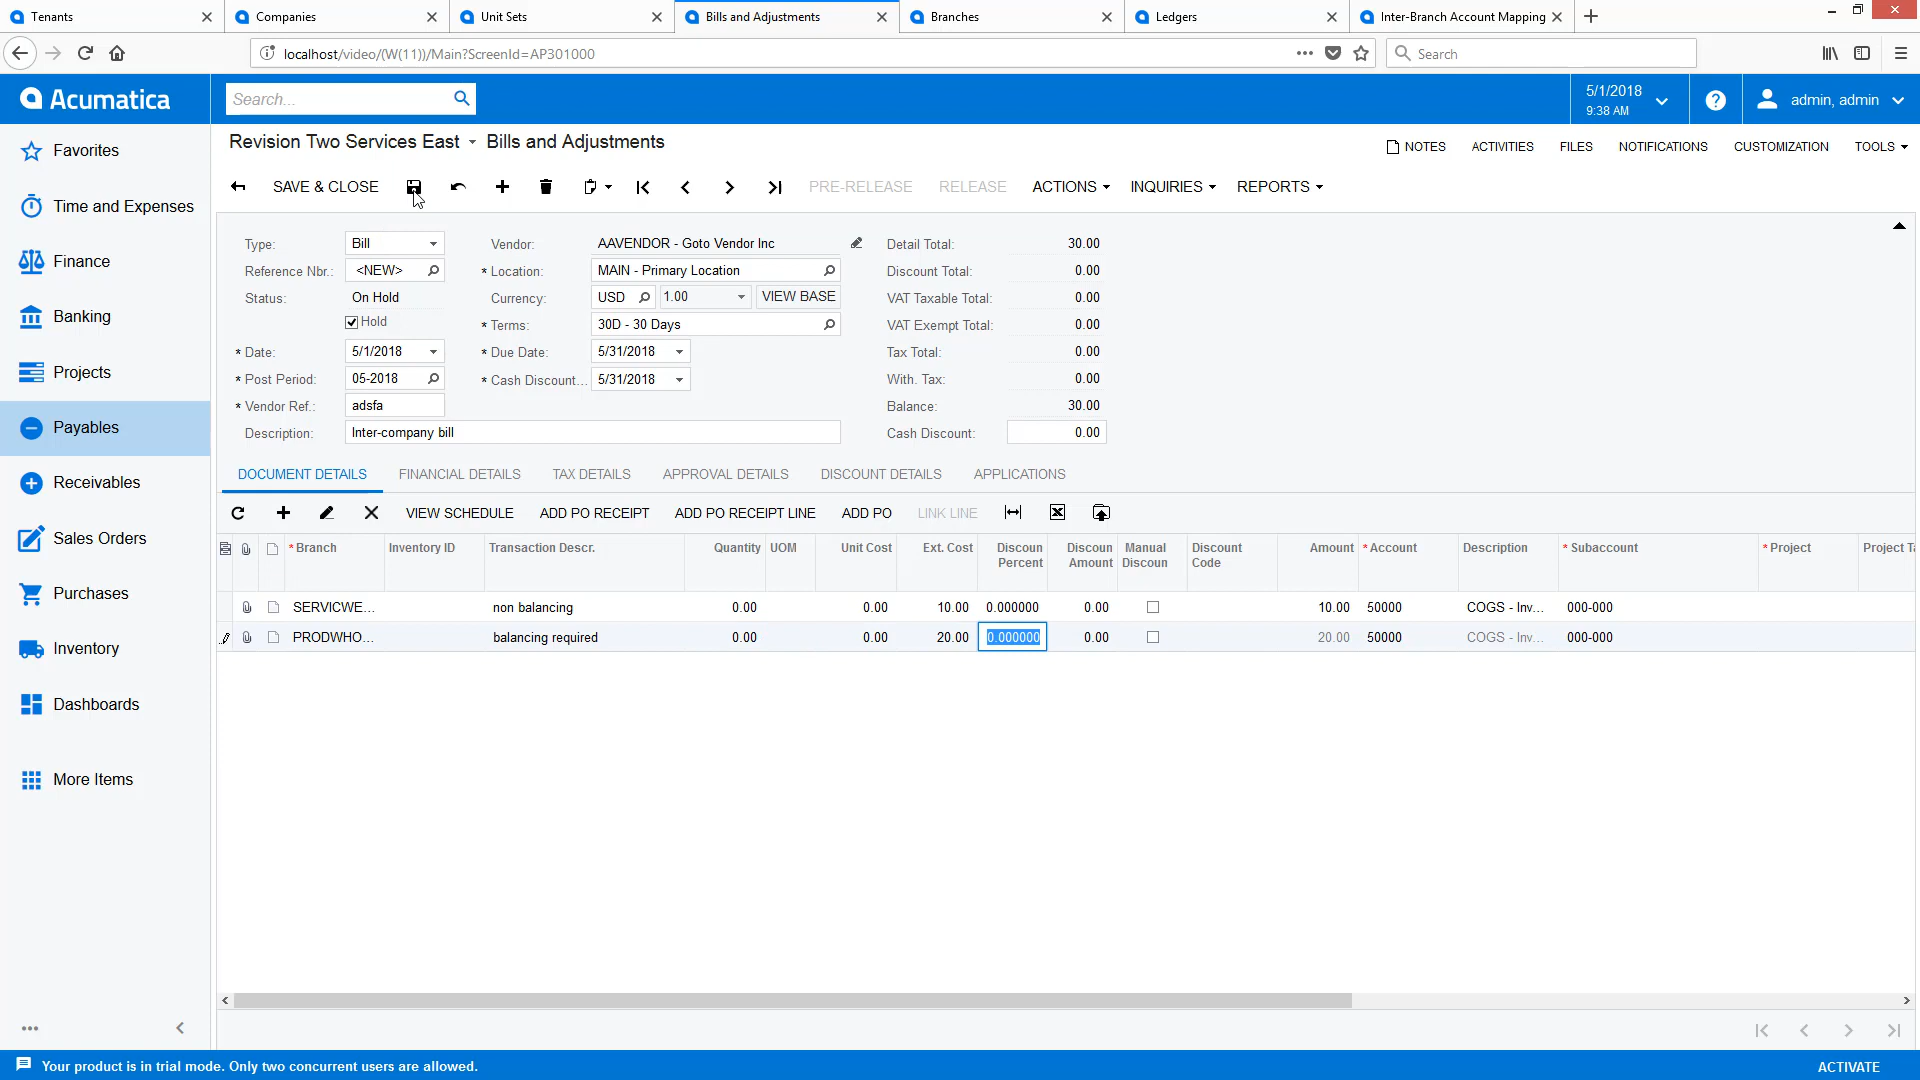 Tenants
Companies
Unit Sets
Bills and Adjustments
Branches
Ledgers
Inter-Branch Account Mapping
localhost/video/(W(11))/Main?ScreenId=AP301000
Search
Acumatica
Search...
5/1/2018
9:38 AM
admin, admin
Revision Two Services East
Bills and Adjustments
NOTES
ACTIVITIES
FILES
NOTIFICATIONS
CUSTOMIZATION
TOOLS
SAVE & CLOSE
PRE-RELEASE
RELEASE
ACTIONS
INQUIRIES
REPORTS
Favorites
Time and Expenses
Finance
Banking
Projects
Payables
Receivables
Sales Orders
Purchases
Inventory
Dashboards
More Items
Type: Bill
Reference Nbr.: <NEW>
Status: On Hold
Hold
* Date: 5/1/2018
* Post Period: 05-2018
* Vendor Ref.: adsfa
Description: Inter-company bill
Vendor: AAVENDOR - Goto Vendor Inc
* Location: MAIN - Primary Location
Currency: USD 1.00 VIEW BASE
* Terms: 30D - 30 Days
* Due Date: 5/31/2018
* Cash Discount... 5/31/2018
Detail Total: 30.00
Discount Total: 0.00
VAT Taxable Total: 0.00
VAT Exempt Total: 0.00
Tax Total: 0.00
With. Tax: 0.00
Balance: 30.00
Cash Discount: 0.00
DOCUMENT DETAILS
FINANCIAL DETAILS
TAX DETAILS
APPROVAL DETAILS
DISCOUNT DETAILS
APPLICATIONS
VIEW SCHEDULE
ADD PO RECEIPT
ADD PO RECEIPT LINE
ADD PO
LINK LINE
* Branch
Inventory ID
Transaction Descr.
Quantity
UOM
Unit Cost
Ext. Cost
Discoun Percent
Discoun Amount
Manual Discoun
Discount Code
Amount
* Account
Description
* Subaccount
* Project
Project Ta
SERVICWE... non balancing 0.00 0.00 10.00 0.000000 0.00 10.00 50000 COGS - Inv... 000-000
PRODWHO... balancing required 0.00 0.00 20.00 0.000000 0.00 20.00 50000 COGS - Inv... 000-000
Your product is in trial mode. Only two concurrent users are allowed.
ACTIVATE